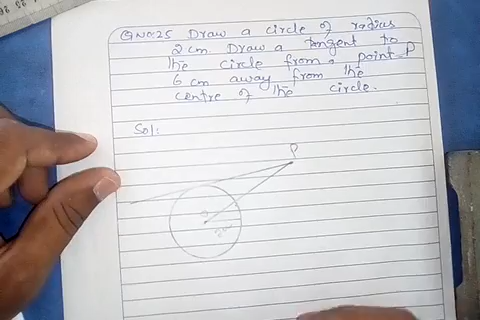 QNo:25 Draw a circle of radius
2 cm. Draw a tangent to
the circle from a point P
6 cm away from the
centre of the circle.
Sol:
P
O